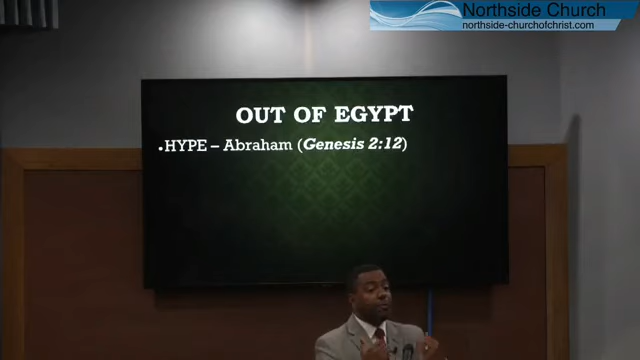 Northside Church
northside-churchofchrist.com
OUT OF EGYPT
•HYPE – Abraham (Genesis 2:12)